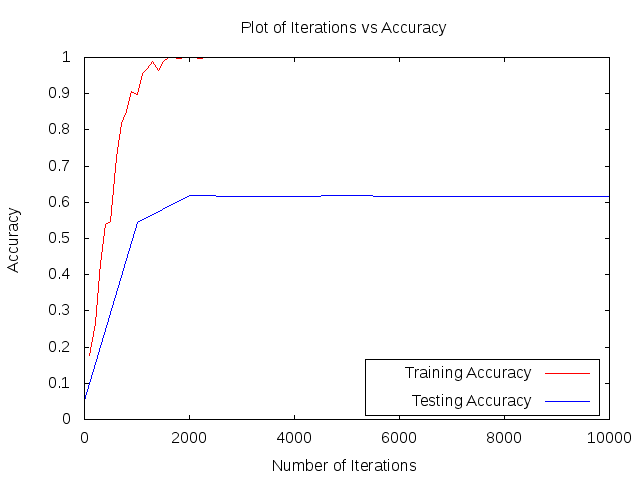 Plot of Iterations vs Accuracy
1
0.9
0.8
0.7
0.6
0.5
0.4
0.3
0.2
0.1
0
Accuracy
Training Accuracy
Testing Accuracy
0 2000 4000 6000 8000 10000
Number of Iterations